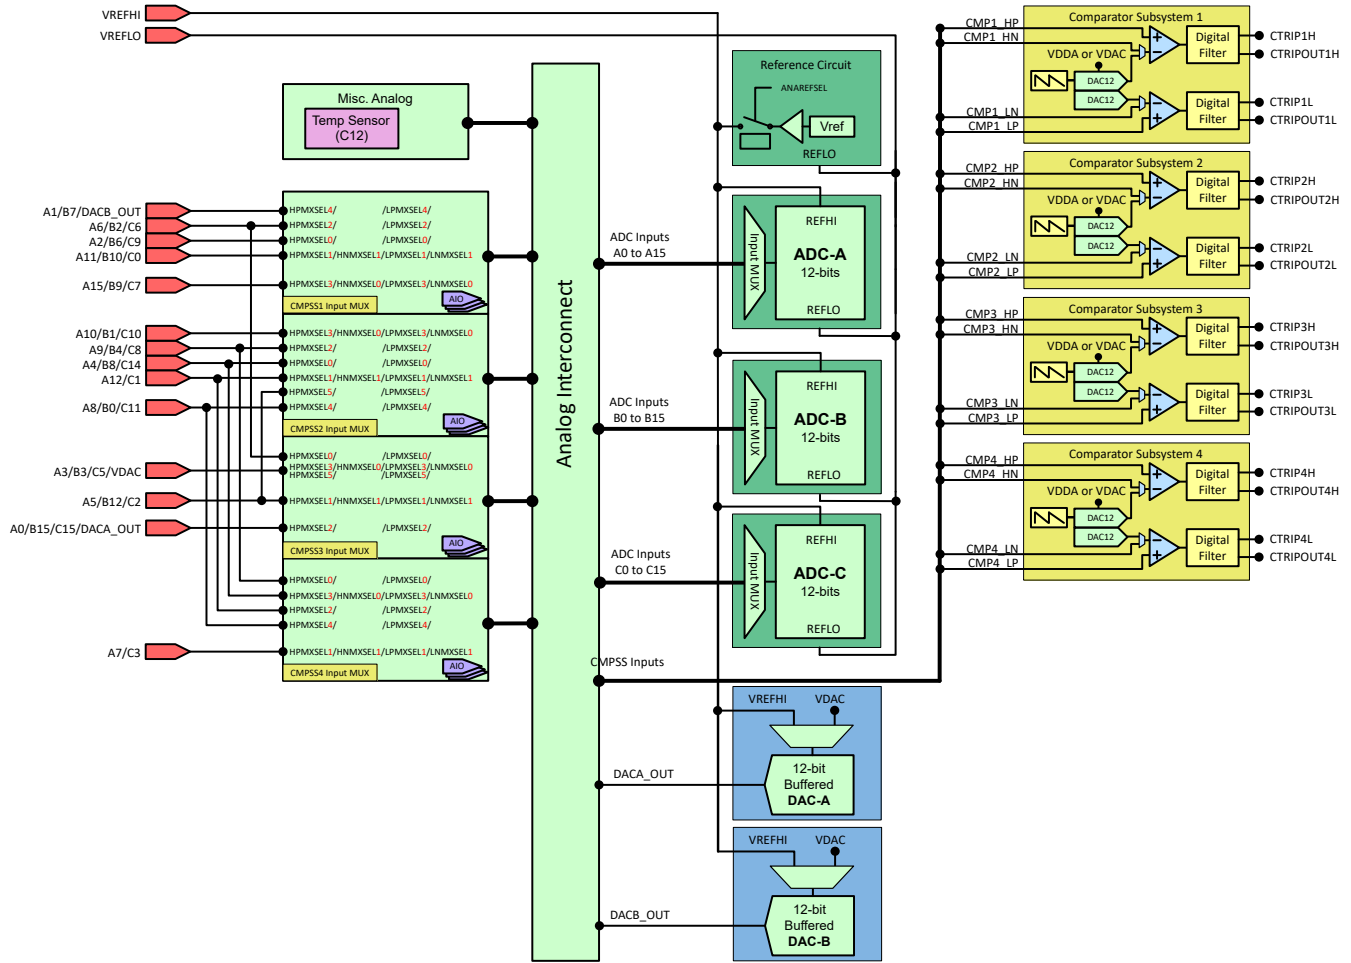 VREFHI
VREFLO
Misc. Analog
Temp Sensor
(C12)
A1/B7/DACB_OUT
A6/B2/C6
A2/B6/C9
A11/B10/C0
A15/B9/C7
HPMXSEL4/ /LPMXSEL4/
HPMXSEL2/ /LPMXSEL2/
HPMXSEL0/ /LPMXSEL0/
HPMXSEL1/HNMXSEL1/LPMXSEL1/LNMXSEL1
HPMXSEL3/HNMXSEL0/LPMXSEL3/LNMXSEL0
CMPSS1 Input MUX
AIO
A10/B1/C10
A9/B4/C8
A4/B8/C14
A12/C1
A8/B0/C11
HPMXSEL3/HNMXSEL0/LPMXSEL3/LNMXSEL0
HPMXSEL2/ /LPMXSEL2/
HPMXSEL0/ /LPMXSEL0/
HPMXSEL1/HNMXSEL1/LPMXSEL1/LNMXSEL1
HPMXSEL5/ /LPMXSEL5/
HPMXSEL4/ /LPMXSEL4/
CMPSS2 Input MUX
AIO
A3/B3/C5/VDAC
A5/B12/C2
A0/B15/C15/DACA_OUT
HPMXSEL0/ /LPMXSEL0/
HPMXSEL3/HNMXSEL0/LPMXSEL3/LNMXSEL0
HPMXSEL5/ /LPMXSEL5/
HPMXSEL1/HNMXSEL1/LPMXSEL1/LNMXSEL1
HPMXSEL2/ /LPMXSEL2/
CMPSS3 Input MUX
AIO
A7/C3
HPMXSEL0/ /LPMXSEL0/
HPMXSEL3/HNMXSEL0/LPMXSEL3/LNMXSEL0
HPMXSEL2/ /LPMXSEL2/
HPMXSEL4/ /LPMXSEL4/
HPMXSEL1/HNMXSEL1/LPMXSEL1/LNMXSEL1
CMPSS4 Input MUX
AIO
Analog Interconnect
Reference Circuit
ANAREFSEL
Vref
REFLO
ADC Inputs
A0 to A15
Input MUX
REFHI
ADC-A
12-bits
REFLO
ADC Inputs
B0 to B15
Input MUX
REFHI
ADC-B
12-bits
REFLO
ADC Inputs
C0 to C15
Input MUX
REFHI
ADC-C
12-bits
REFLO
CMPSS Inputs
VREFHI VDAC
DACA_OUT
12-bit
Buffered
DAC-A
VREFHI VDAC
DACB_OUT
12-bit
Buffered
DAC-B
Comparator Subsystem 1
CMP1_HP
CMP1_HN
VDDA or VDAC
DAC12
DAC12
CMP1_LN
CMP1_LP
Digital
Filter
Digital
Filter
CTRIP1H
CTRIPOUT1H
CTRIP1L
CTRIPOUT1L
Comparator Subsystem 2
CMP2_HP
CMP2_HN
VDDA or VDAC
DAC12
DAC12
CMP2_LN
CMP2_LP
Digital
Filter
Digital
Filter
CTRIP2H
CTRIPOUT2H
CTRIP2L
CTRIPOUT2L
Comparator Subsystem 3
CMP3_HP
CMP3_HN
VDDA or VDAC
DAC12
DAC12
CMP3_LN
CMP3_LP
Digital
Filter
Digital
Filter
CTRIP3H
CTRIPOUT3H
CTRIP3L
CTRIPOUT3L
Comparator Subsystem 4
CMP4_HP
CMP4_HN
VDDA or VDAC
DAC12
DAC12
CMP4_LN
CMP4_LP
Digital
Filter
Digital
Filter
CTRIP4H
CTRIPOUT4H
CTRIP4L
CTRIPOUT4L